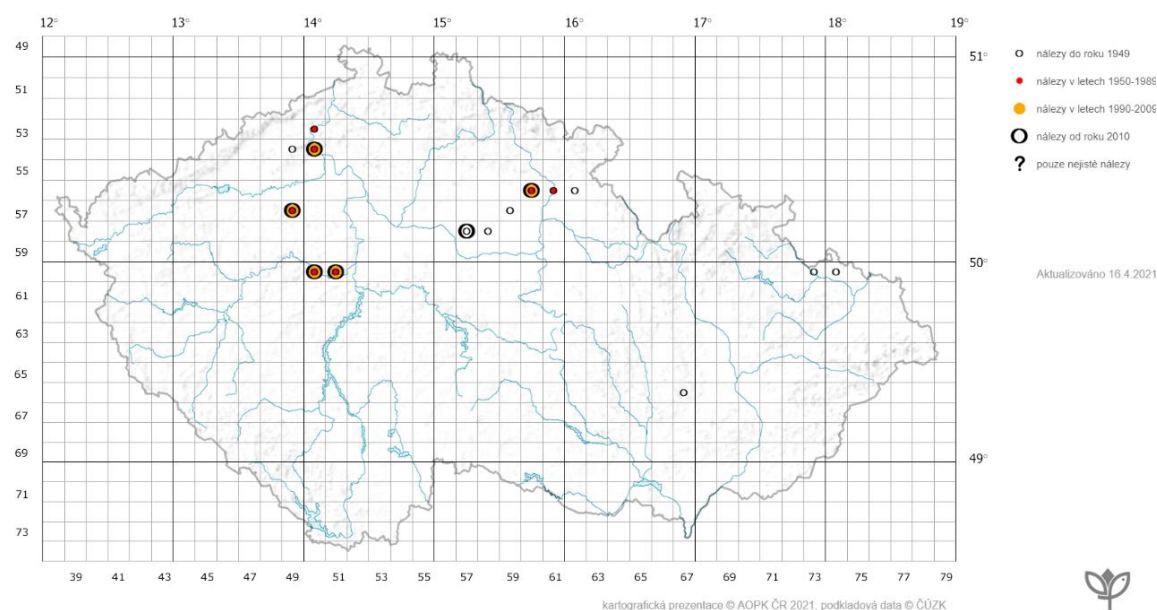 12° 13° 14° 15° 16° 17° 18° 19°
49 51°
51
53
55
57
59 50°
61
63
65
67
69 49°
71
73
39 41 43 45 47 49 51 53 55 57 59 61 63 65 67 69 71 73 75 77 79
nálezy do roku 1949
nálezy v letech 1950-1989
nálezy v letech 1990-2009
nálezy od roku 2010
? pouze nejisté nálezy
Aktualizováno 16.4.2021
kartografická prezentace © AOPK ČR 2021, podkladová data © ČÚZK